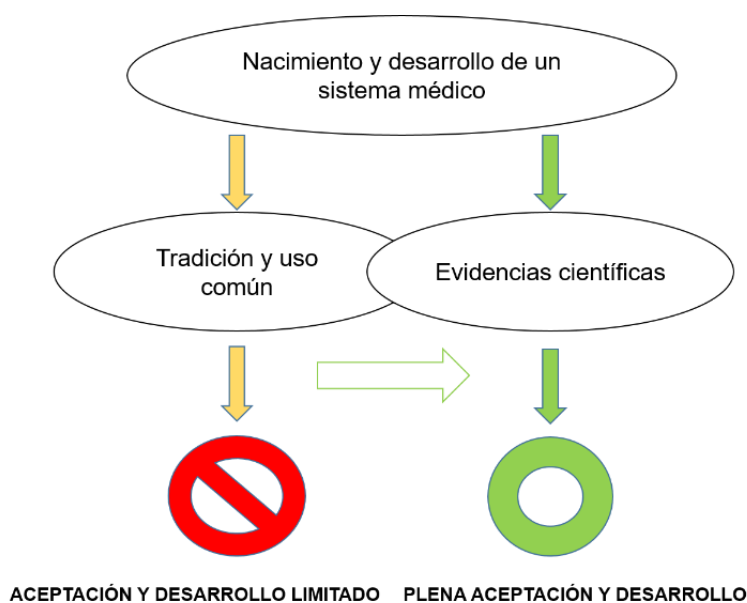 Nacimiento y desarrollo de un
sistema médico
Tradición y uso
común
Evidencias científicas
ACEPTACIÓN Y DESARROLLO LIMITADO
PLENA ACEPTACIÓN Y DESARROLLO